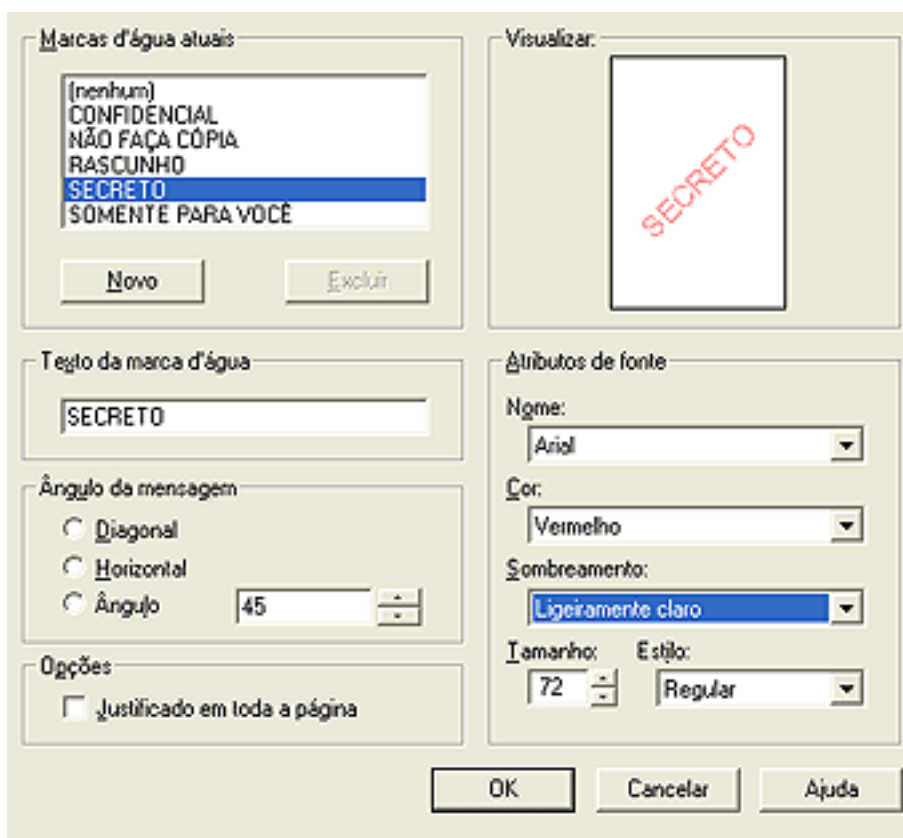 Marcas d'água atuais
(nenhum)
CONFIDENCIAL
NÃO FAÇA CÓPIA
RASCUNHO
SECRETO
SOMENTE PARA VOCÊ
Novo
Excluir
Visualizar:
SECRETO
Texto da marca d'água
SECRETO
Ângulo da mensagem
Diagonal
Horizontal
Ângulo 45
Opções
Justificado em toda a página
Atributos de fonte
Nome:
Arial
Cor:
Vermelho
Sombreamento:
Ligeiramente claro
Tamanho: Estilo:
72 Regular
OK Cancelar Ajuda